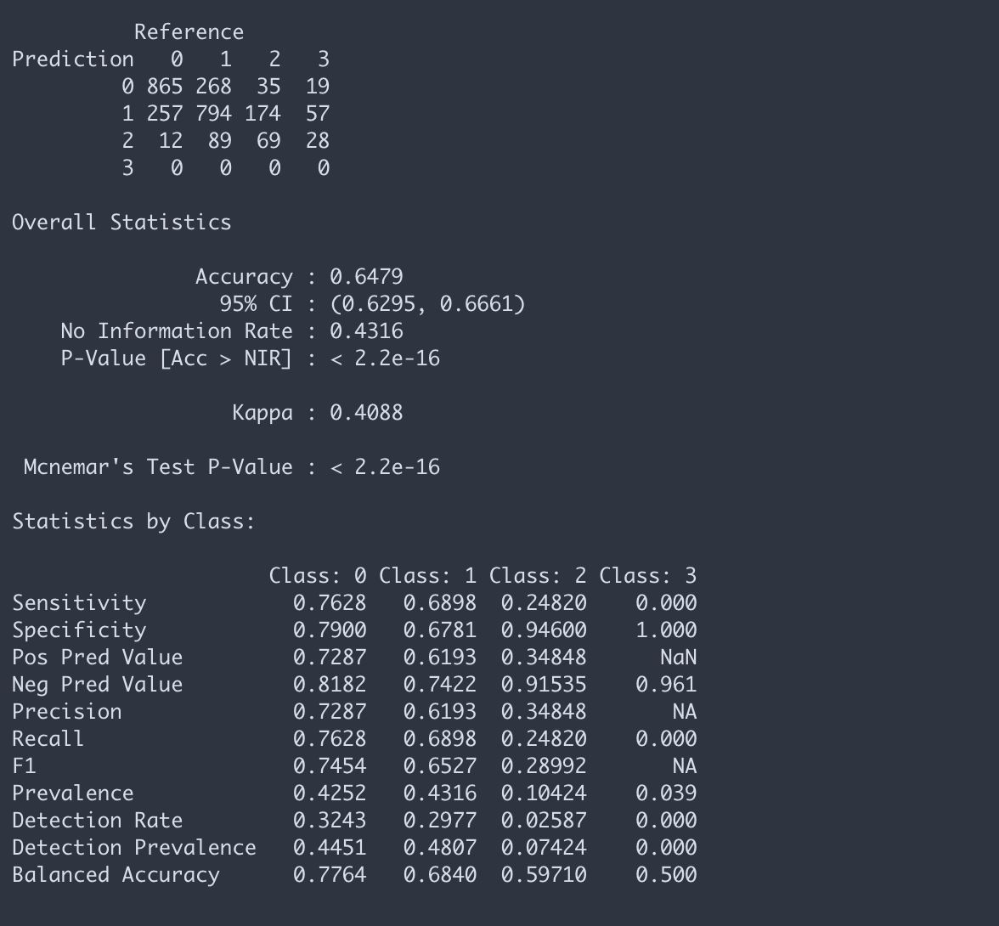 Reference
Prediction   0   1   2   3
         0 865 268  35  19
         1 257 794 174  57
         2  12  89  69  28
         3   0   0   0   0

Overall Statistics

               Accuracy : 0.6479
                 95% CI : (0.6295, 0.6661)
    No Information Rate : 0.4316
    P-Value [Acc > NIR] : < 2.2e-16

                  Kappa : 0.4088

 Mcnemar's Test P-Value : < 2.2e-16

Statistics by Class:

                     Class: 0 Class: 1 Class: 2 Class: 3
Sensitivity            0.7628   0.6898  0.24820    0.000
Specificity            0.7900   0.6781  0.94600    1.000
Pos Pred Value         0.7287   0.6193  0.34848      NaN
Neg Pred Value         0.8182   0.7422  0.91535    0.961
Precision              0.7287   0.6193  0.34848       NA
Recall                 0.7628   0.6898  0.24820    0.000
F1                     0.7454   0.6527  0.28992       NA
Prevalence             0.4252   0.4316  0.10424    0.039
Detection Rate         0.3243   0.2977  0.02587    0.000
Detection Prevalence   0.4451   0.4807  0.07424    0.000
Balanced Accuracy      0.7764   0.6840  0.59710    0.500